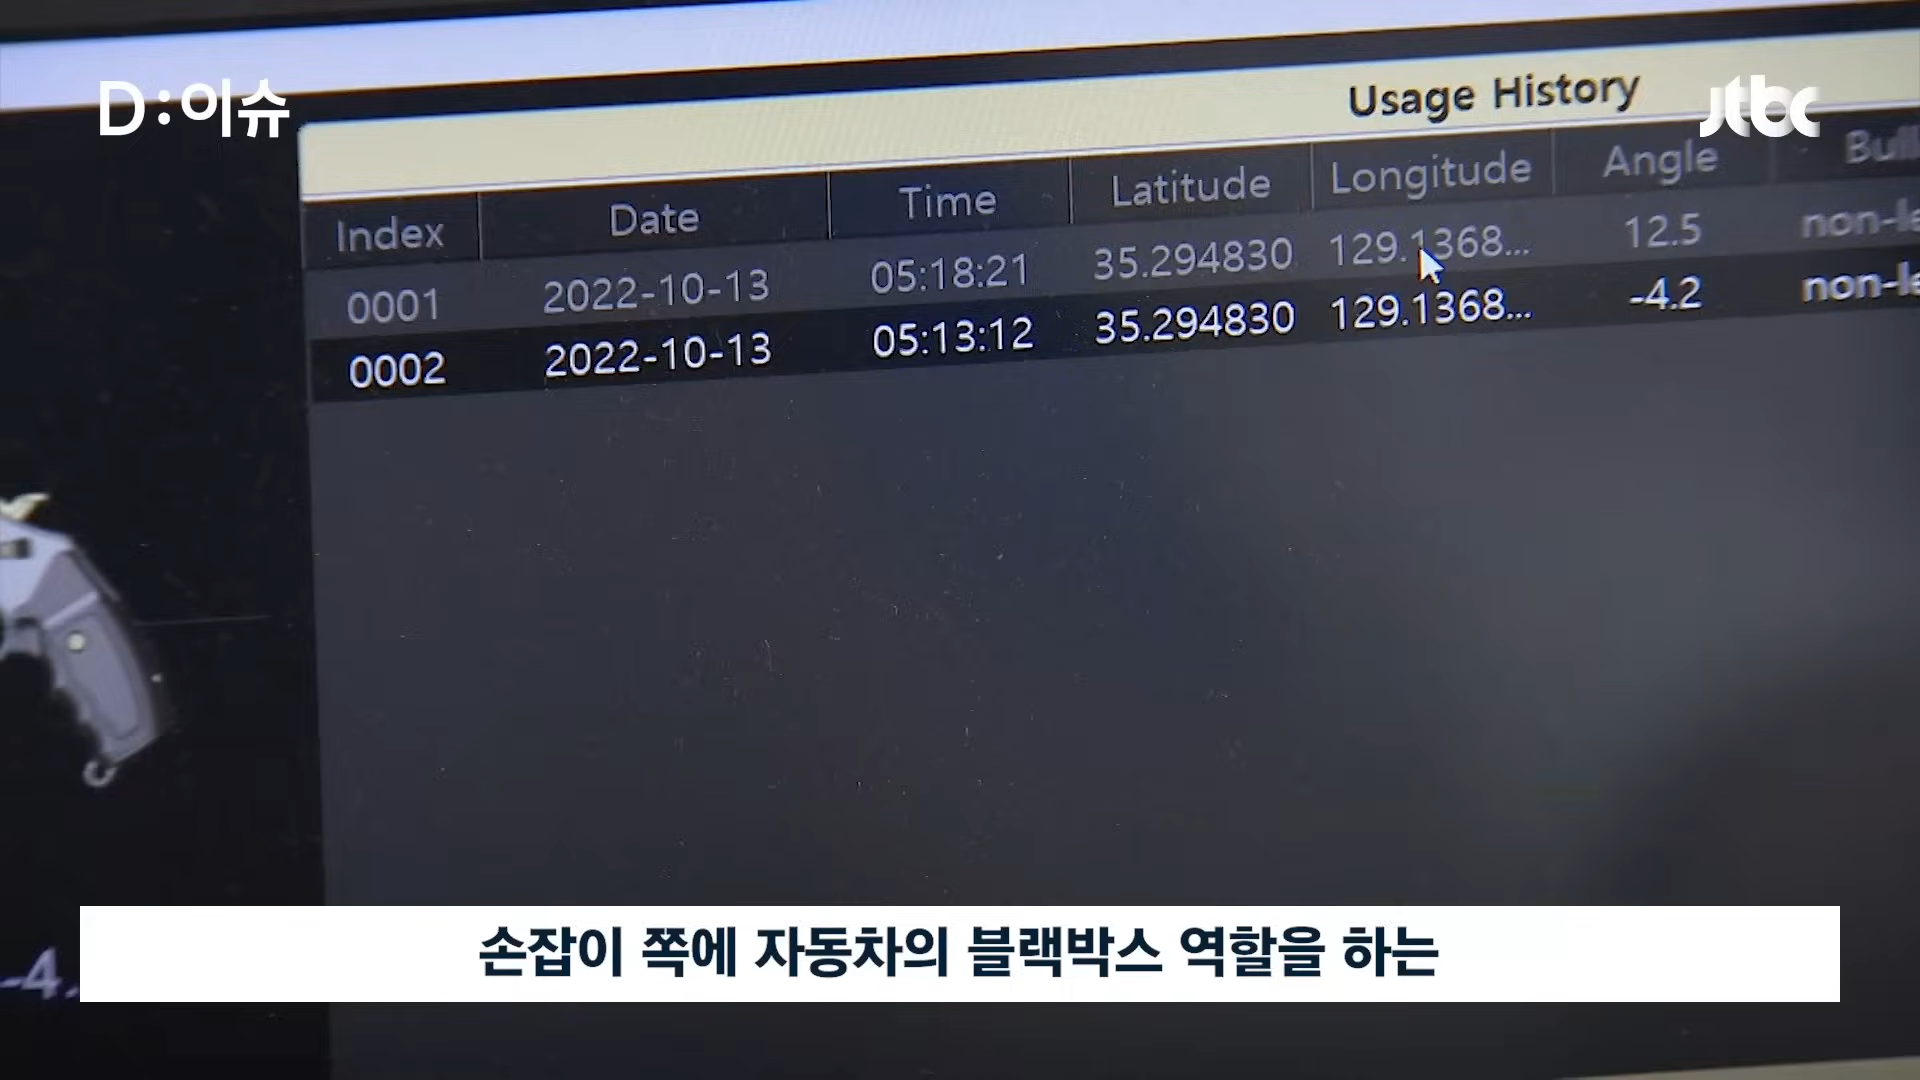 D:이슈
jtbc
Usage History
Index Date Time Latitude Longitude Angle
0001 2022-10-13 05:18:21 35.294830 129.1368... 12.5
0002 2022-10-13 05:13:12 35.294830 129.1368... -4.2
-4.
손잡이 쪽에 자동차의 블랙박스 역할을 하는